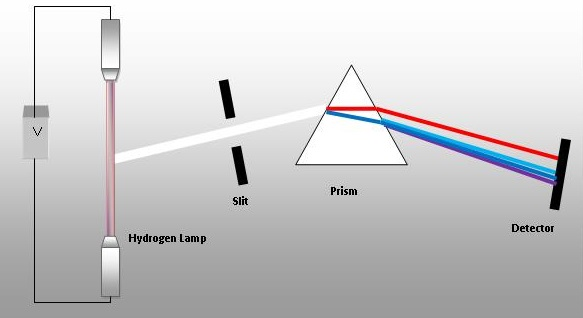 V
Slit
Prism
Detector
Hydrogen Lamp